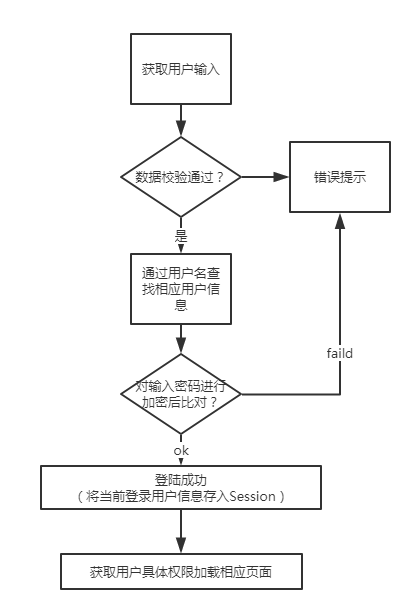 获取用户输入
数据校验通过？
错误提示
是
通过用户名查
找相应用户信
息
faild
对输入密码进行
加密后比对？
ok
登陆成功
（将当前登录用户信息存入Session）
获取用户具体权限加载相应页面